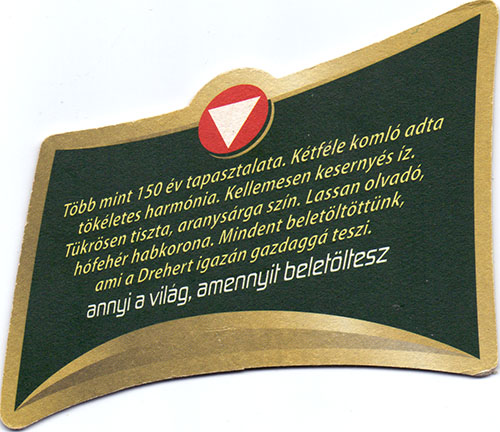 Több mint 150 év tapasztalata. Kétféle komló adta
tökéletes harmónia. Kellemesen kesernyés íz.
Tükrösen tiszta, aranysárga szín. Lassan olvadó,
hófehér habkorona. Mindent beletöltöttünk,
ami a Drehert igazán gazdaggá teszi.
annyi a világ, amennyit beletöltesz